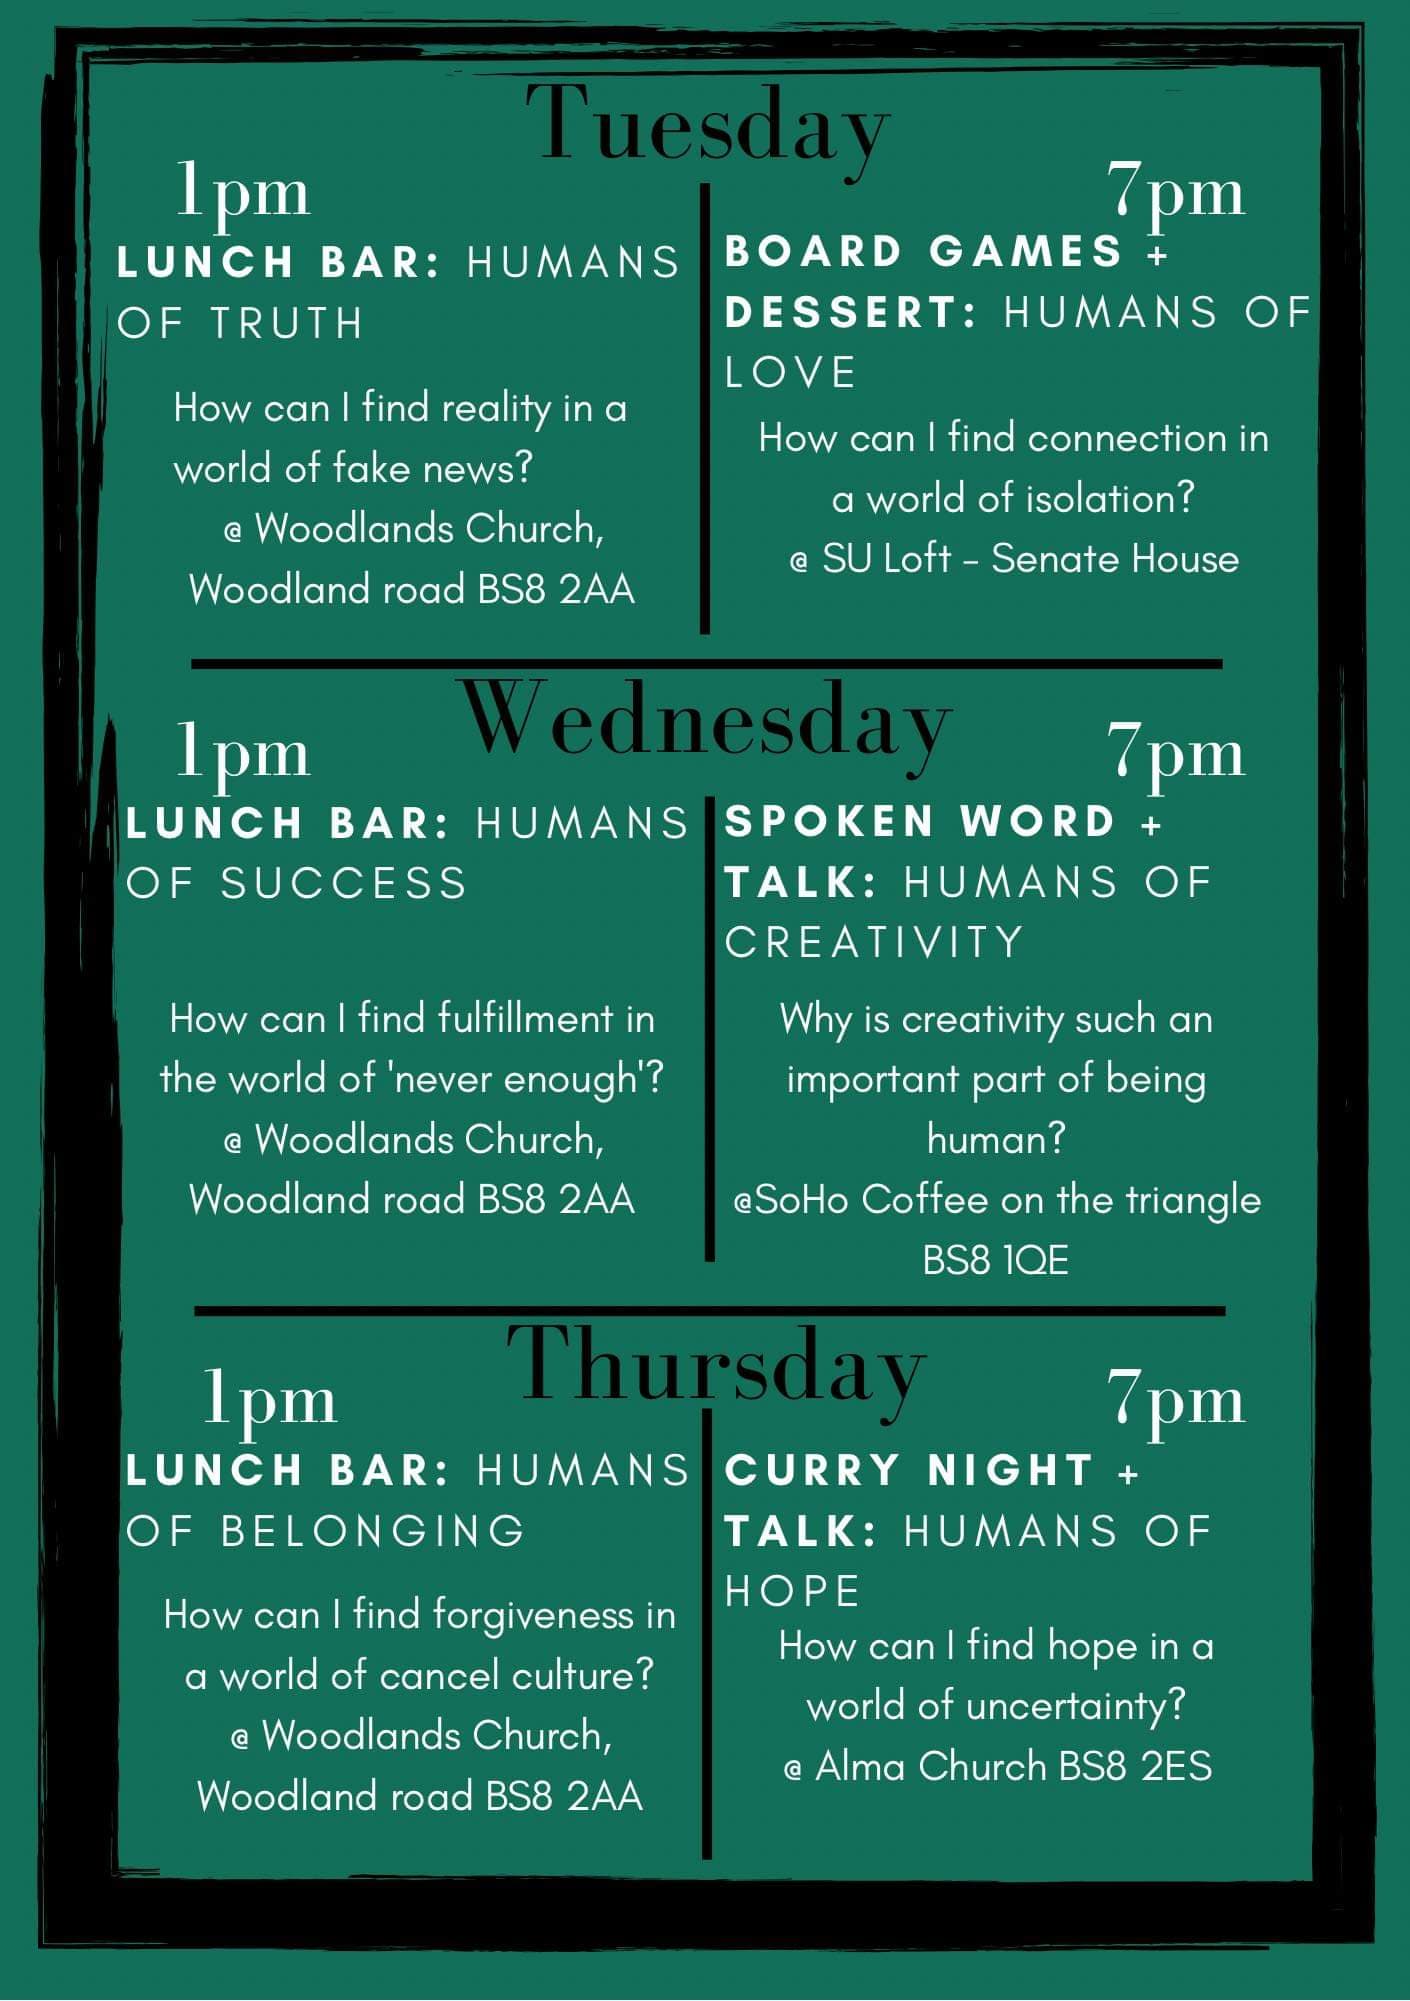 Tuesday
1pm
LUNCH BAR: HUMANS
OF TRUTH
How can I find reality in a
world of fake news?
@ Woodlands Church,
Woodland road BS8 2AA
7pm
BOARD GAMES +
DESSERT: HUMANS OF
LOVE
How can I find connection in
a world of isolation?
@ SU Loft - Senate House
Wednesday
1pm
LUNCH BAR: HUMANS
OF SUCCESS
How can I find fulfillment in
the world of 'never enough'?
@ Woodlands Church,
Woodland road BS8 2AA
7pm
SPOKEN WORD +
TALK: HUMANS OF
CREATIVITY
Why is creativity such an
important part of being
human?
@SoHo Coffee on the triangle
BS8 1QE
Thursday
1pm
LUNCH BAR: HUMANS
OF BELONGING
How can I find forgiveness in
a world of cancel culture?
@ Woodlands Church,
Woodland road BS8 2AA
7pm
CURRY NIGHT +
TALK: HUMANS OF
HOPE
How can I find hope in a
world of uncertainty?
@ Alma Church BS8 2ES